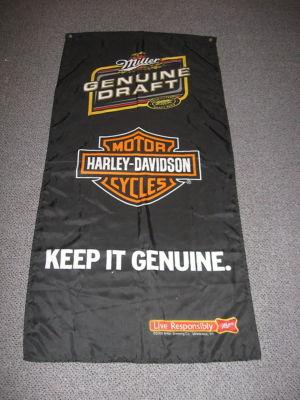 Miller
GENUINE
DRAFT
MOTOR
HARLEY-DAVIDSON
CYCLES
®
KEEP IT GENUINE.
Live Responsibly